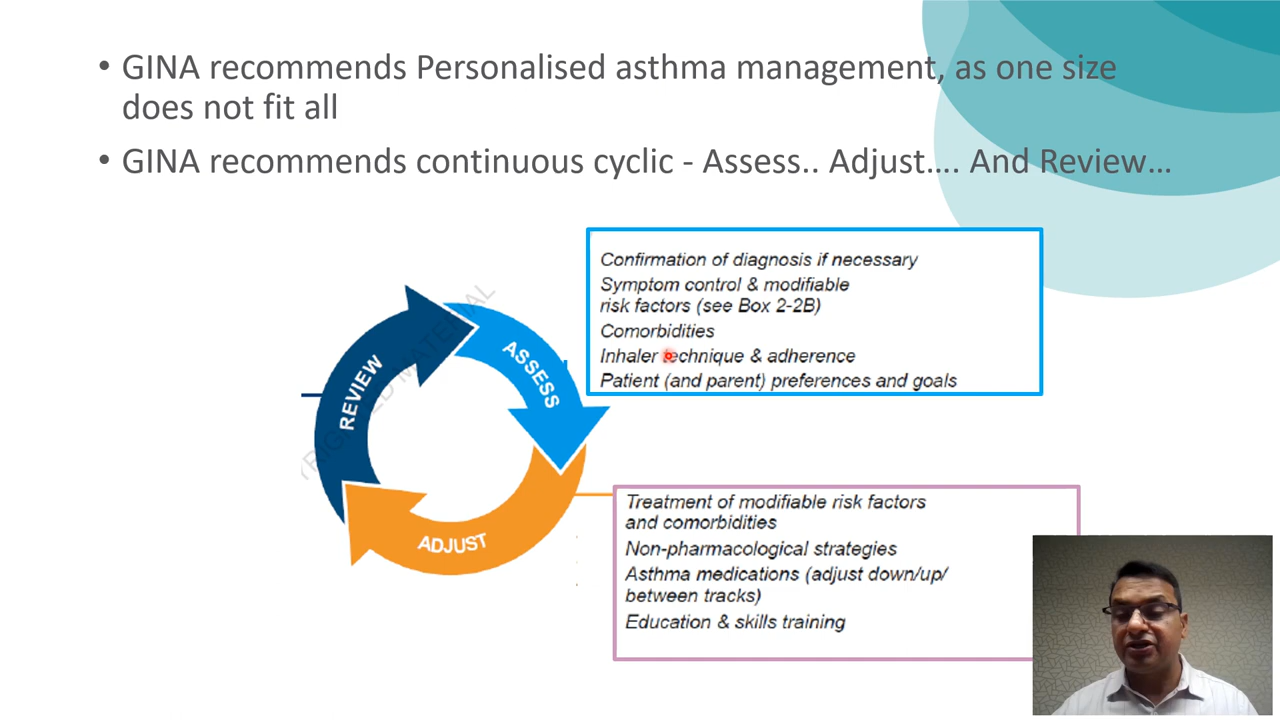 • GINA recommends Personalised asthma management, as one size
does not fit all
• GINA recommends continuous cyclic - Assess.. Adjust.... And Review...
Confirmation of diagnosis if necessary
Symptom control & modifiable
risk factors (see Box 2-2B)
Comorbidities
Inhaler technique & adherence
Patient (and parent) preferences and goals
REVIEW
ASSESS
ADJUST
Treatment of modifiable risk factors
and comorbidities
Non-pharmacological strategies
Asthma medications (adjust down/up/
between tracks)
Education & skills training